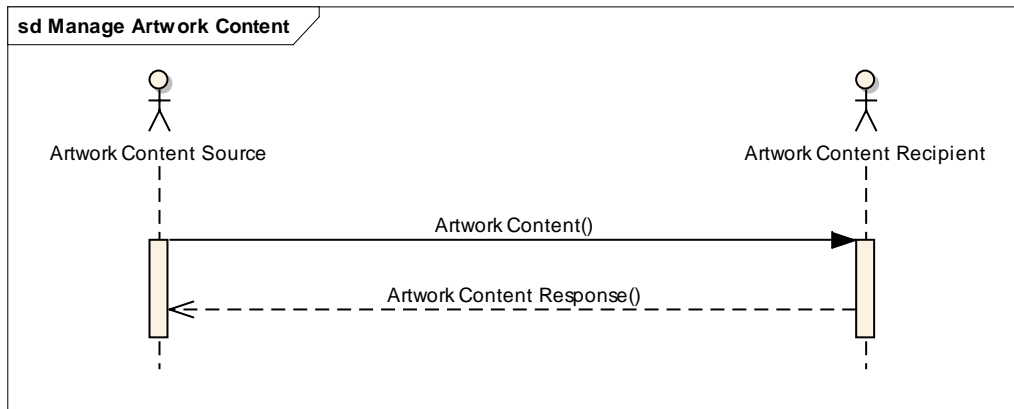 sd Manage Artwork Content
Artwork Content Source
Artwork Content Recipient
Artwork Content()
Artwork Content Response()